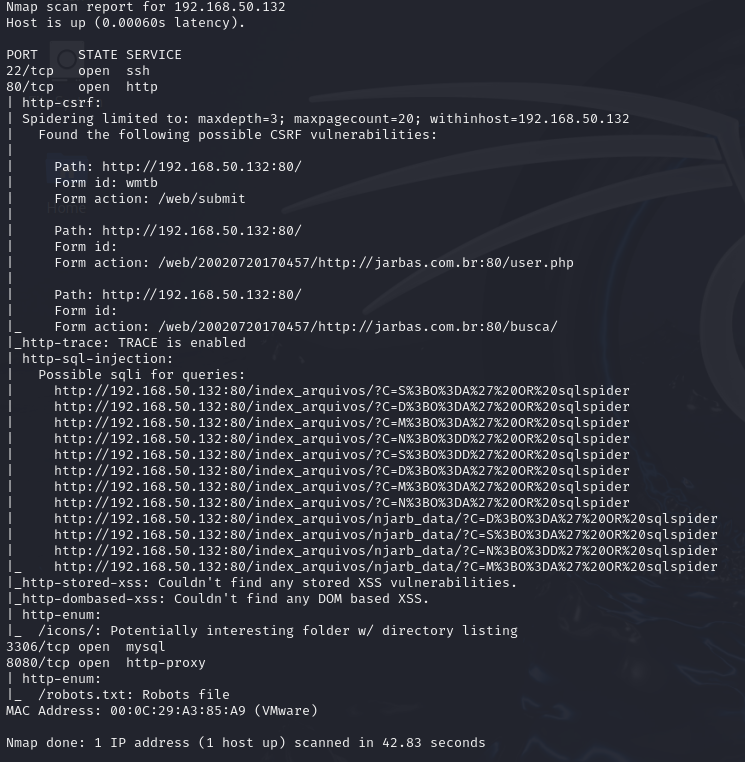 Nmap scan report for 192.168.50.132
Host is up (0.00060s latency).

PORT     STATE SERVICE
22/tcp   open  ssh
80/tcp   open  http
| http-csrf:
| Spidering limited to: maxdepth=3; maxpagecount=20; withinhost=192.168.50.132
|   Found the following possible CSRF vulnerabilities:
|
|     Path: http://192.168.50.132:80/
|     Form id: wmtb
|     Form action: /web/submit
|
|     Path: http://192.168.50.132:80/
|     Form id:
|     Form action: /web/20020720170457/http://jarbas.com.br:80/user.php
|
|     Path: http://192.168.50.132:80/
|     Form id:
|_    Form action: /web/20020720170457/http://jarbas.com.br:80/busca/
|_http-trace: TRACE is enabled
| http-sql-injection:
|   Possible sqli for queries:
|     http://192.168.50.132:80/index_arquivos/?C=S%3BO%3DA%27%20OR%20sqlspider
|     http://192.168.50.132:80/index_arquivos/?C=D%3BO%3DA%27%20OR%20sqlspider
|     http://192.168.50.132:80/index_arquivos/?C=M%3BO%3DA%27%20OR%20sqlspider
|     http://192.168.50.132:80/index_arquivos/?C=N%3BO%3DD%27%20OR%20sqlspider
|     http://192.168.50.132:80/index_arquivos/?C=S%3BO%3DD%27%20OR%20sqlspider
|     http://192.168.50.132:80/index_arquivos/?C=D%3BO%3DA%27%20OR%20sqlspider
|     http://192.168.50.132:80/index_arquivos/?C=M%3BO%3DA%27%20OR%20sqlspider
|     http://192.168.50.132:80/index_arquivos/?C=N%3BO%3DA%27%20OR%20sqlspider
|     http://192.168.50.132:80/index_arquivos/njarb_data/?C=D%3BO%3DA%27%20OR%20sqlspider
|     http://192.168.50.132:80/index_arquivos/njarb_data/?C=S%3BO%3DA%27%20OR%20sqlspider
|     http://192.168.50.132:80/index_arquivos/njarb_data/?C=N%3BO%3DD%27%20OR%20sqlspider
|_    http://192.168.50.132:80/index_arquivos/njarb_data/?C=M%3BO%3DA%27%20OR%20sqlspider
|_http-stored-xss: Couldn't find any stored XSS vulnerabilities.
|_http-dombased-xss: Couldn't find any DOM based XSS.
| http-enum:
|_  /icons/: Potentially interesting folder w/ directory listing
3306/tcp open  mysql
8080/tcp open  http-proxy
| http-enum:
|_  /robots.txt: Robots file
MAC Address: 00:0C:29:A3:85:A9 (VMware)

Nmap done: 1 IP address (1 host up) scanned in 42.83 seconds
Home